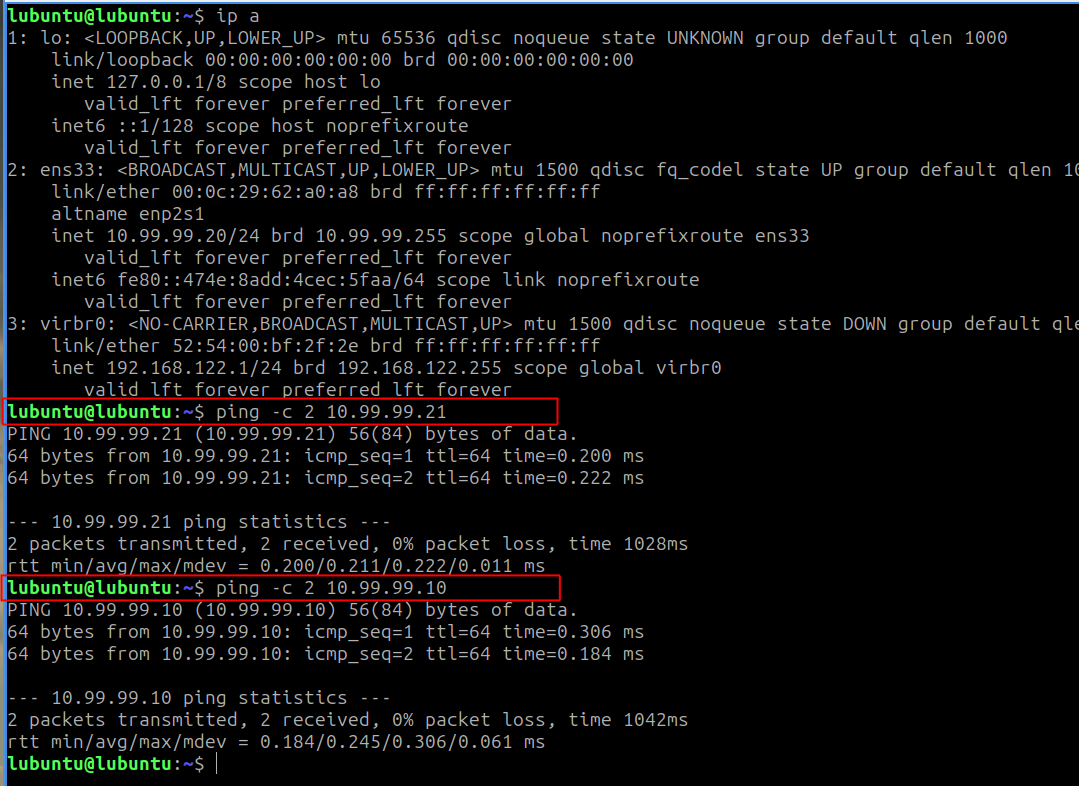 lubuntu@lubuntu:~$ ip a
1: lo: <LOOPBACK,UP,LOWER_UP> mtu 65536 qdisc noqueue state UNKNOWN group default qlen 1000
link/loopback 00:00:00:00:00:00 brd 00:00:00:00:00:00
inet 127.0.0.1/8 scope host lo
valid_lft forever preferred_lft forever
inet6 ::1/128 scope host noprefixroute
valid_lft forever preferred_lft forever
2: ens33: <BROADCAST,MULTICAST,UP,LOWER_UP> mtu 1500 qdisc fq_codel state UP group default qlen
link/ether 00:0c:29:62:a0:a8 brd ff:ff:ff:ff:ff:ff
altname enp2s1
inet 10.99.99.20/24 brd 10.99.99.255 scope global noprefixroute ens33
valid_lft forever preferred_lft forever
inet6 fe80::474e:8add:4cec:5faa/64 scope link noprefixroute
valid_lft forever preferred_lft forever
3: virbr0: <NO-CARRIER,BROADCAST,MULTICAST,UP> mtu 1500 qdisc noqueue state DOWN group default
link/ether 52:54:00:bf:2f:2e brd ff:ff:ff:ff:ff:ff
inet 192.168.122.1/24 brd 192.168.122.255 scope global virbr0
valid_lft forever preferred_lft forever
lubuntu@lubuntu:~$ ping -c 2 10.99.99.21
PING 10.99.99.21 (10.99.99.21) 56(84) bytes of data.
64 bytes from 10.99.99.21: icmp_seq=1 ttl=64 time=0.200 ms
64 bytes from 10.99.99.21: icmp_seq=2 ttl=64 time=0.222 ms
--- 10.99.99.21 ping statistics ---
2 packets transmitted, 2 received, 0% packet loss, time 1028ms
rtt min/avg/max/mdev = 0.200/0.211/0.222/0.011 ms
lubuntu@lubuntu:~$ ping -c 2 10.99.99.10
PING 10.99.99.10 (10.99.99.10) 56(84) bytes of data.
64 bytes from 10.99.99.10: icmp_seq=1 ttl=64 time=0.306 ms
64 bytes from 10.99.99.10: icmp_seq=2 ttl=64 time=0.184 ms
--- 10.99.99.10 ping statistics ---
2 packets transmitted, 2 received, 0% packet loss, time 1042ms
rtt min/avg/max/mdev = 0.184/0.245/0.306/0.061 ms
lubuntu@lubuntu:~$